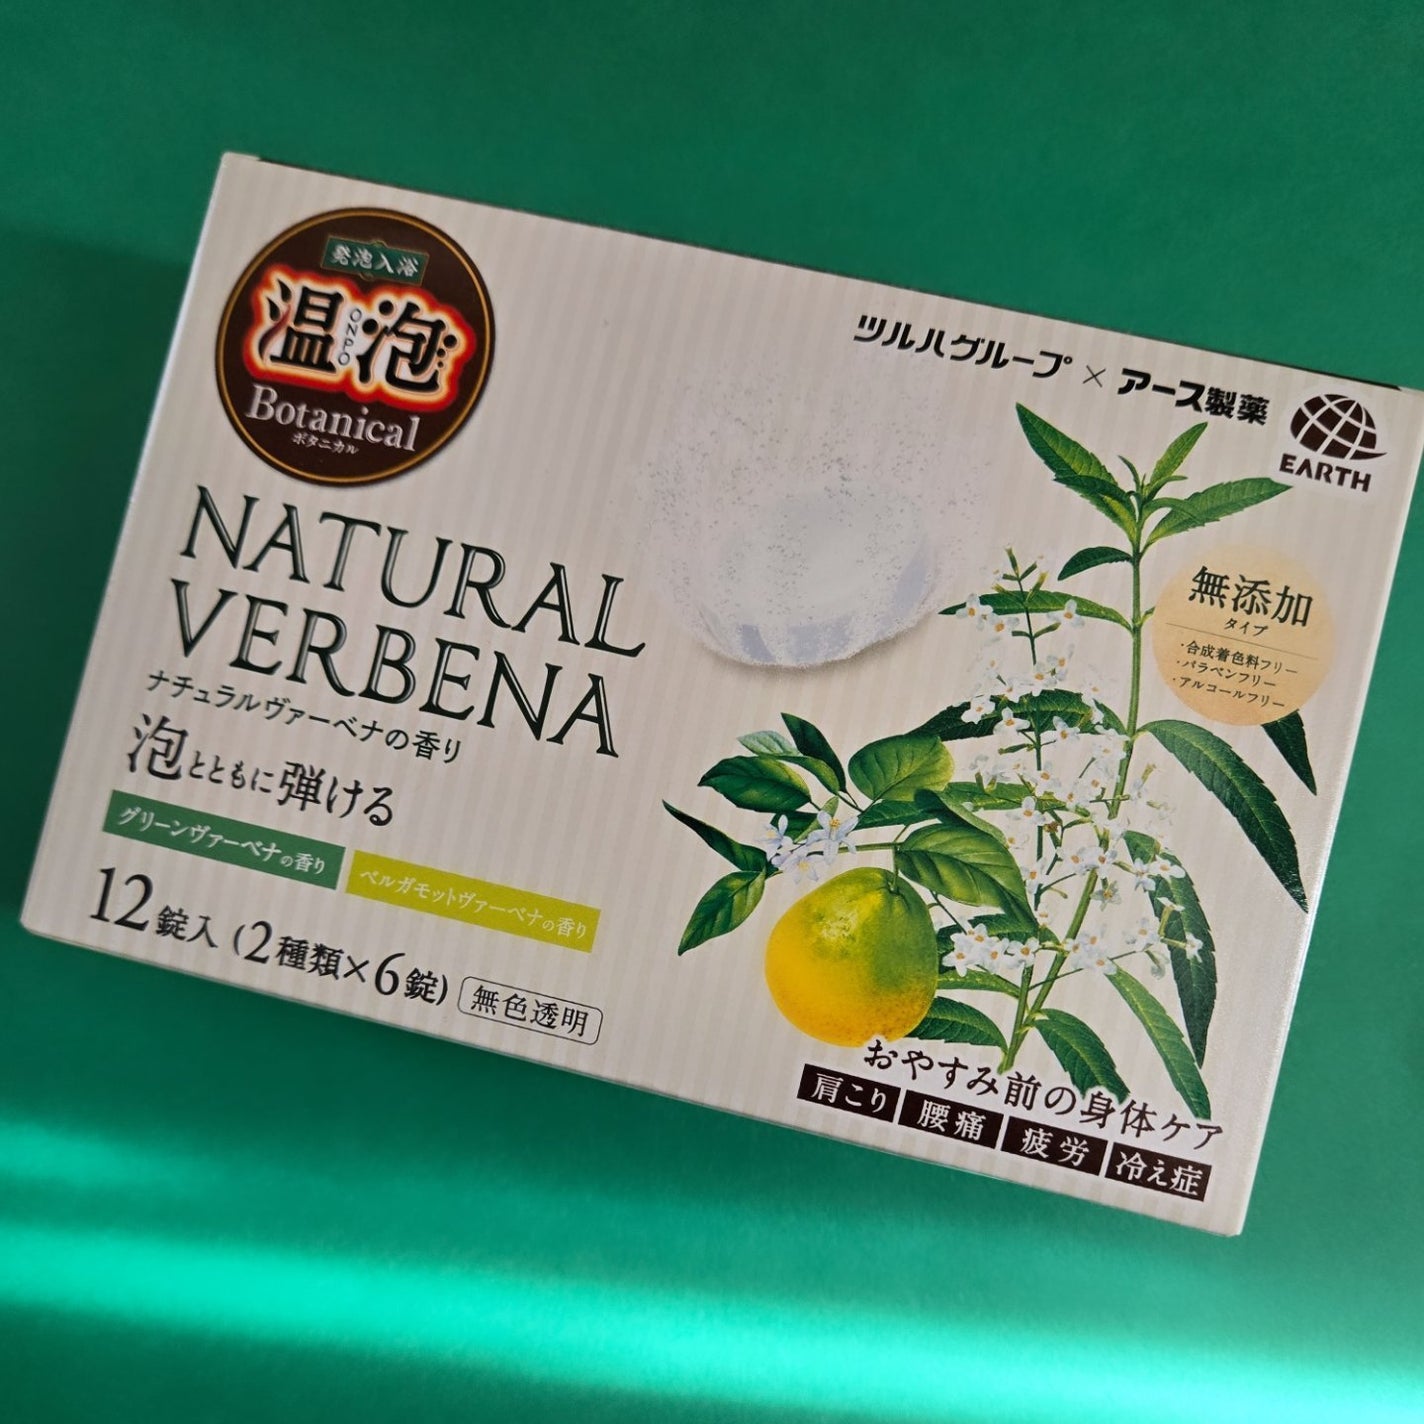 発泡入浴
温泡
ONPO
Botanical
ボタニカル
ツルハグループ × アース製薬
EARTH
NATURAL
VERBENA
ナチュラルヴァーベナの香り
泡とともに弾ける
グリーンヴァーベナの香り
ベルガモットヴァーベナの香り
12錠入 (2種類×6錠) 無色透明
無添加
タイプ
・合成着色料フリー
・パラベンフリー
・アルコールフリー
おやすみ前の身体ケア
肩こり 腰痛 疲労 冷え症